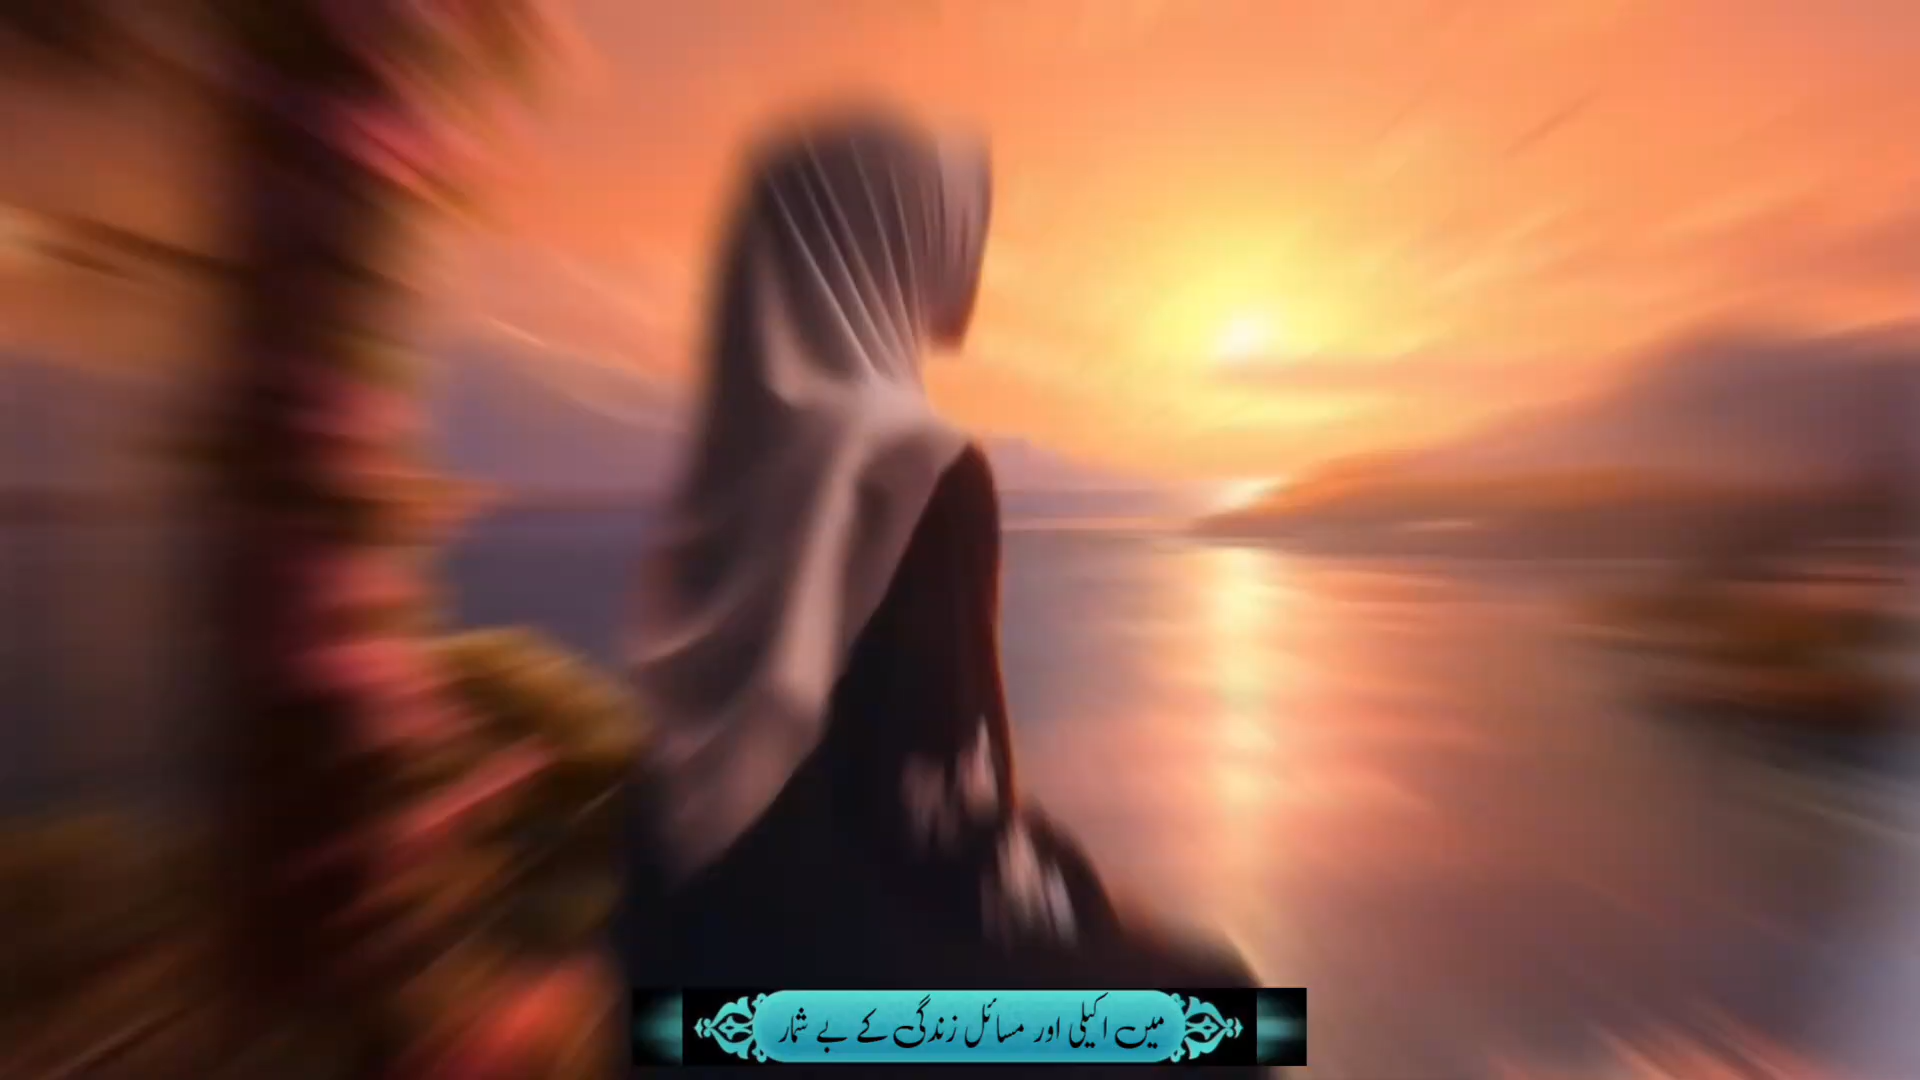 میں اکیلی اور مسائل زندگی کے بے شمار